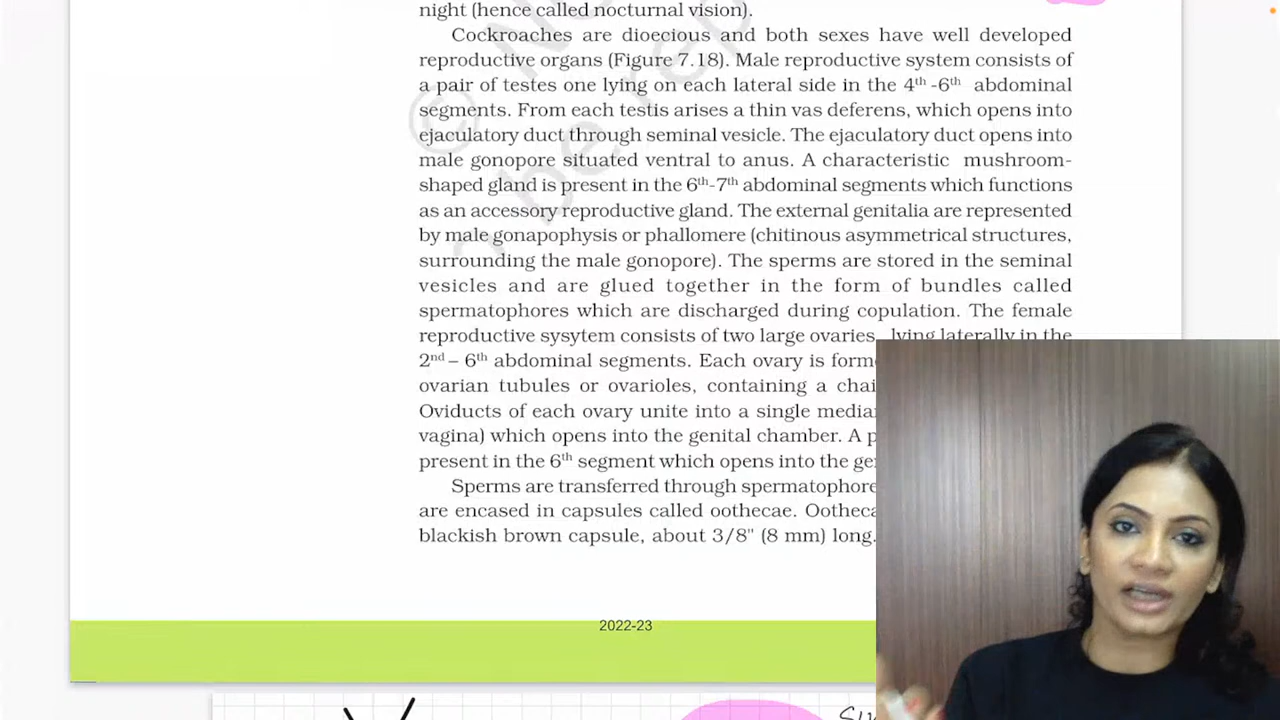 night (hence called nocturnal vision).
Cockroaches are dioecious and both sexes have well developed
reproductive organs (Figure 7.18). Male reproductive system consists of
a pair of testes one lying on each lateral side in the 4th -6th abdominal
segments. From each testis arises a thin vas deferens, which opens into
ejaculatory duct through seminal vesicle. The ejaculatory duct opens into
male gonopore situated ventral to anus. A characteristic mushroom-
shaped gland is present in the 6th-7th abdominal segments which functions
as an accessory reproductive gland. The external genitalia are represented
by male gonapophysis or phallomere (chitinous asymmetrical structures,
surrounding the male gonopore). The sperms are stored in the seminal
vesicles and are glued together in the form of bundles called
spermatophores which are discharged during copulation. The female
reproductive sysytem consists of two large ovaries, lying laterally in the
2nd – 6th abdominal segments. Each ovary is form
ovarian tubules or ovarioles, containing a chai
Oviducts of each ovary unite into a single media
vagina) which opens into the genital chamber. A p
present in the 6th segment which opens into the ge
Sperms are transferred through spermatophore
are encased in capsules called oothecae. Ootheca
blackish brown capsule, about 3/8" (8 mm) long.
2022-23